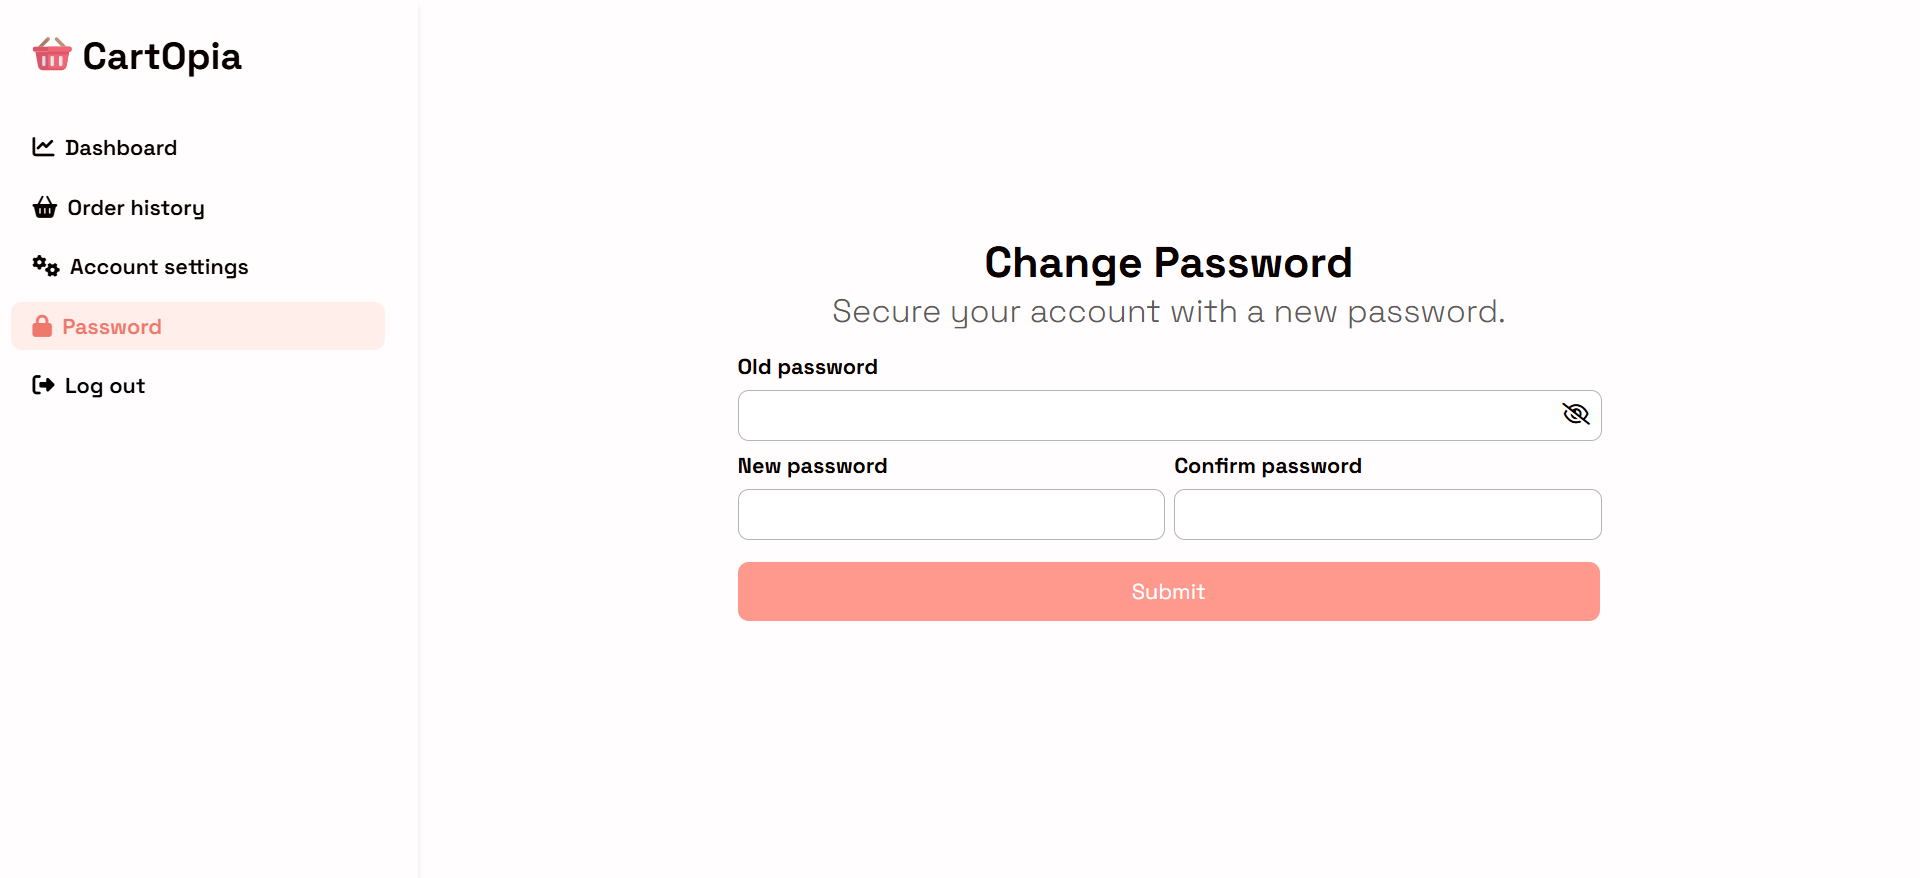 CartOpia
Dashboard
Order history
Account settings
Password
Log out
Change Password
Secure your account with a new password.
Old password
New password
Confirm password
Submit